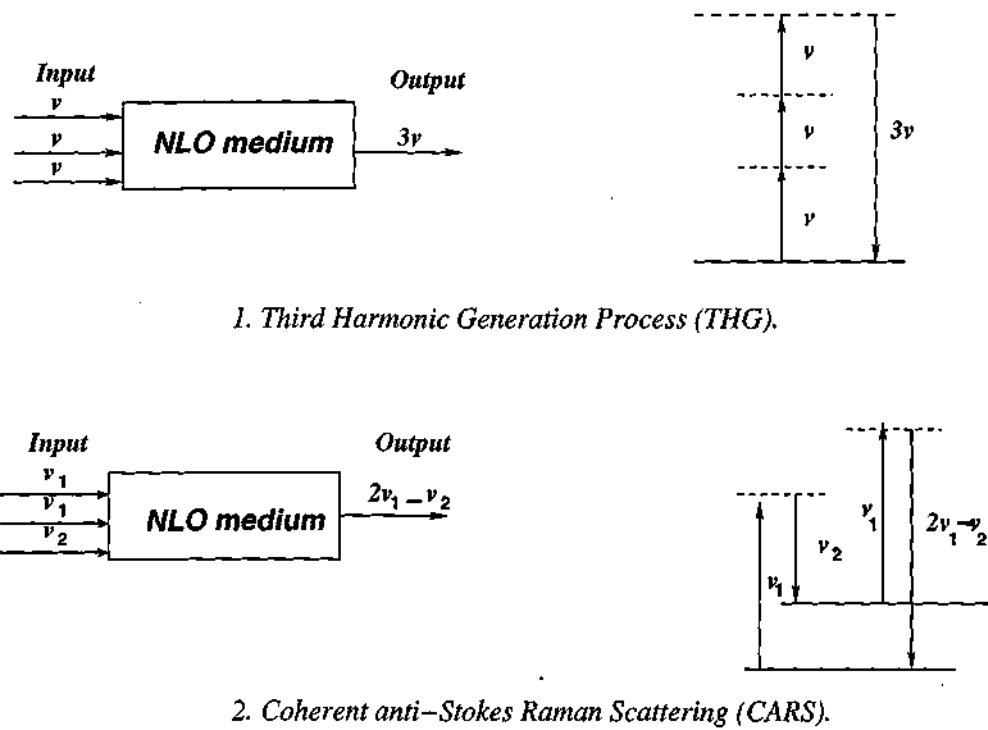 Input
Output
ν
ν
ν
NLO medium
3ν
ν
ν
ν
3ν
1. Third Harmonic Generation Process (THG).
Input
Output
ν1
ν1
ν2
NLO medium
2ν1 – ν2
ν1
ν2
ν1
2ν1–ν2
2. Coherent anti–Stokes Raman Scattering (CARS).